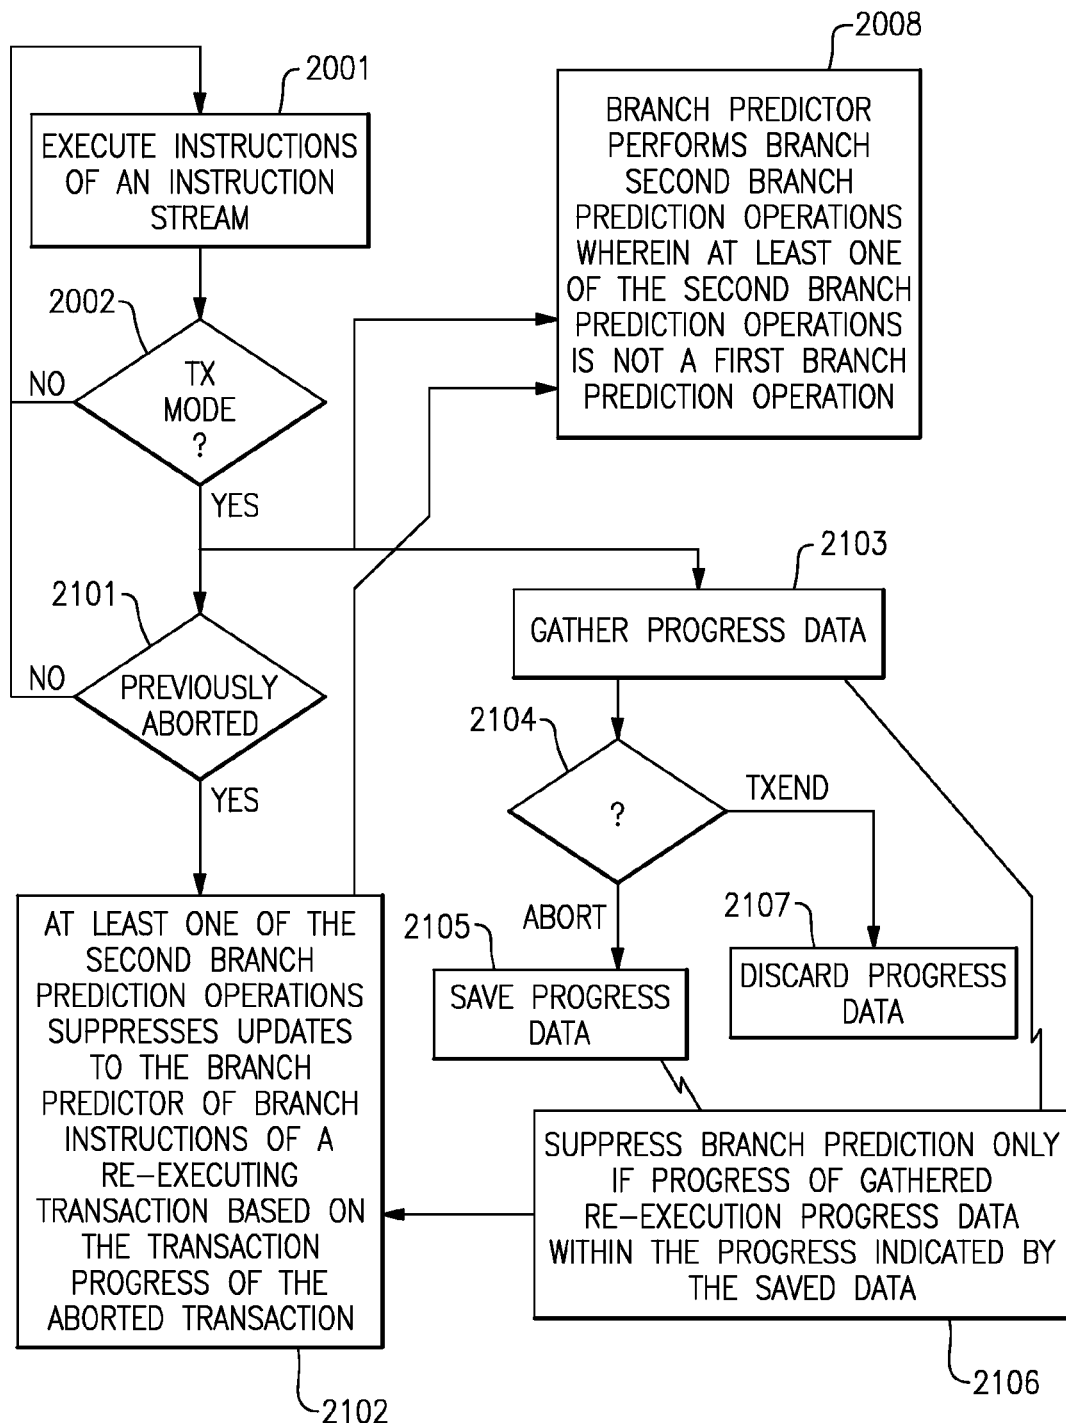 2008
2001
EXECUTE INSTRUCTIONS
OF AN INSTRUCTION
STREAM
BRANCH PREDICTOR
PERFORMS BRANCH
SECOND BRANCH
PREDICTION OPERATIONS
WHEREIN AT LEAST ONE
OF THE SECOND BRANCH
PREDICTION OPERATIONS
IS NOT A FIRST BRANCH
PREDICTION OPERATION
2002
TX
MODE
?
NO
YES
2101
PREVIOUSLY
ABORTED
NO
YES
2103
GATHER PROGRESS DATA
2104
?
TXEND
ABORT
2105
SAVE PROGRESS
DATA
2107
DISCARD PROGRESS
DATA
AT LEAST ONE OF THE
SECOND BRANCH
PREDICTION OPERATIONS
SUPPRESSES UPDATES
TO THE BRANCH
PREDICTOR OF BRANCH
INSTRUCTIONS OF A
RE-EXECUTING
TRANSACTION BASED ON
THE TRANSACTION
PROGRESS OF THE
ABORTED TRANSACTION
2102
SUPPRESS BRANCH PREDICTION ONLY
IF PROGRESS OF GATHERED
RE-EXECUTION PROGRESS DATA
WITHIN THE PROGRESS INDICATED BY
THE SAVED DATA
2106